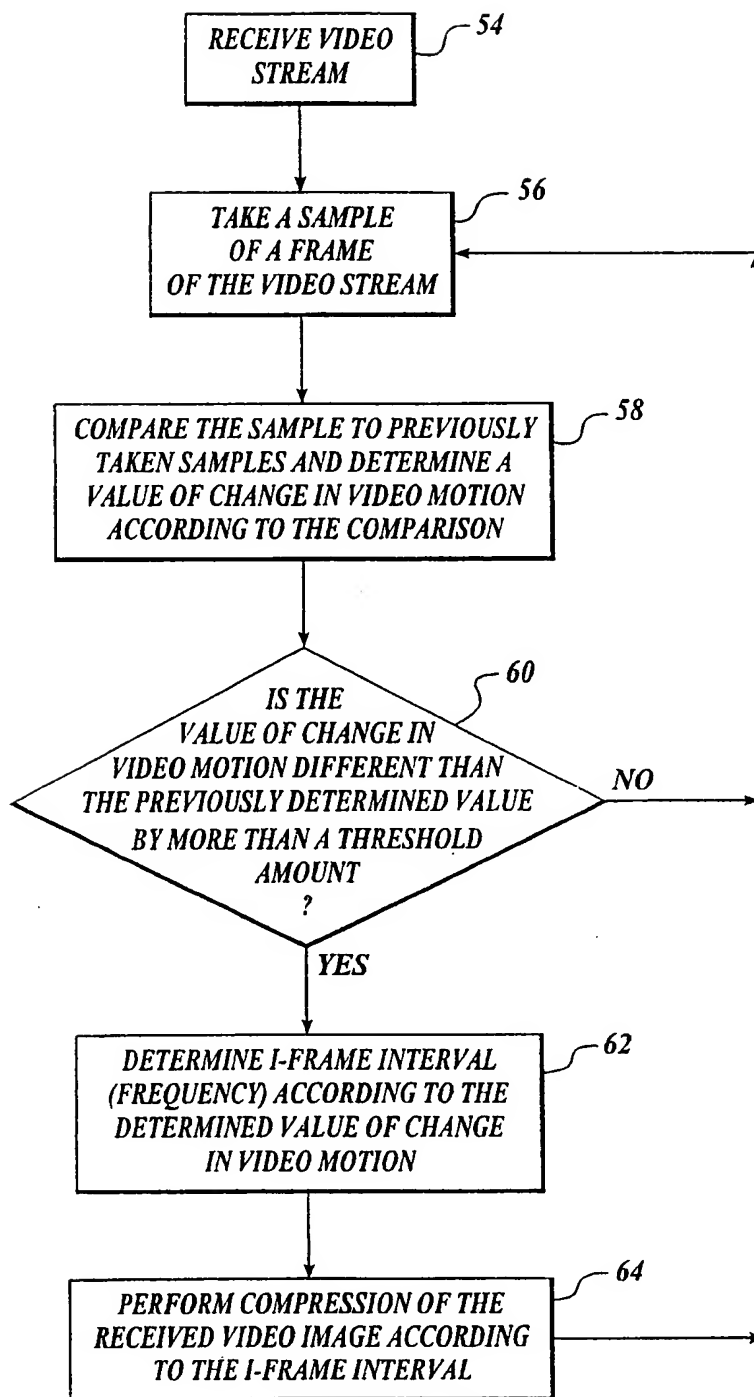 RECEIVE VIDEO
STREAM
54
TAKE A SAMPLE
OF A FRAME
OF THE VIDEO STREAM
56
COMPARE THE SAMPLE TO PREVIOUSLY
TAKEN SAMPLES AND DETERMINE A
VALUE OF CHANGE IN VIDEO MOTION
ACCORDING TO THE COMPARISON
58
IS THE
VALUE OF CHANGE IN
VIDEO MOTION DIFFERENT THAN
THE PREVIOUSLY DETERMINED VALUE
BY MORE THAN A THRESHOLD
AMOUNT
?
60
NO
YES
DETERMINE I-FRAME INTERVAL
(FREQUENCY) ACCORDING TO THE
DETERMINED VALUE OF CHANGE
IN VIDEO MOTION
62
PERFORM COMPRESSION OF THE
RECEIVED VIDEO IMAGE ACCORDING
TO THE I-FRAME INTERVAL
64